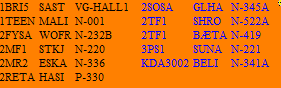 1BRI5 SAST VG-HALL1 2SOSA GLHA N-345A
1TEEN MALI N-001 2TF1 SHRO N-522A
2FYSA WOFR N-232B 2TF1 BÆTA N-419
2MF1 STKJ N-220 3PS1 SUNA N-221
2MR2 ESKA N-336 KDA3002 BELI N-341A
2RETA HASI P-330